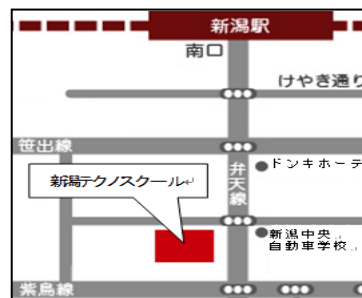 新潟駅
南口
けやき通り
笹出線
ドンキホーテ
新潟テクノスクール
弁天線
新潟中央
自動車学校
紫鳥線